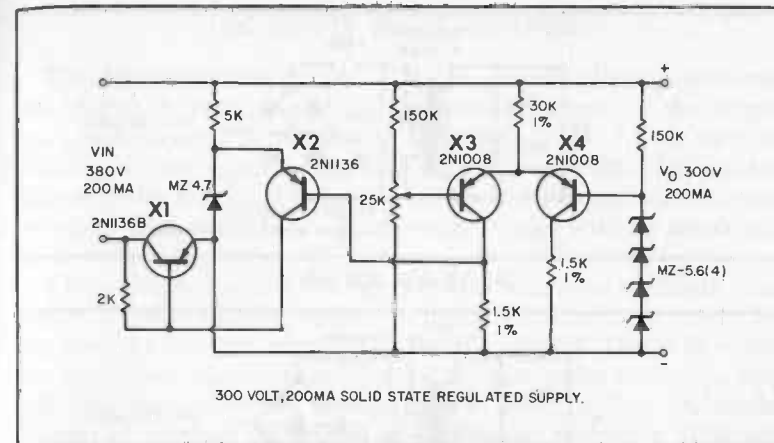 5K
150K
30K
1%
+
X2
X3
X4
150K
VIN
380V
200 MA
2N1136
2N1008
2N1008
VO 300V
200MA
MZ 4.7
25K
2N1136B
X1
MZ-5.6(4)
1.5K
1%
2K
1.5K
1%
-
300 VOLT,200MA SOLID STATE REGULATED SUPPLY.